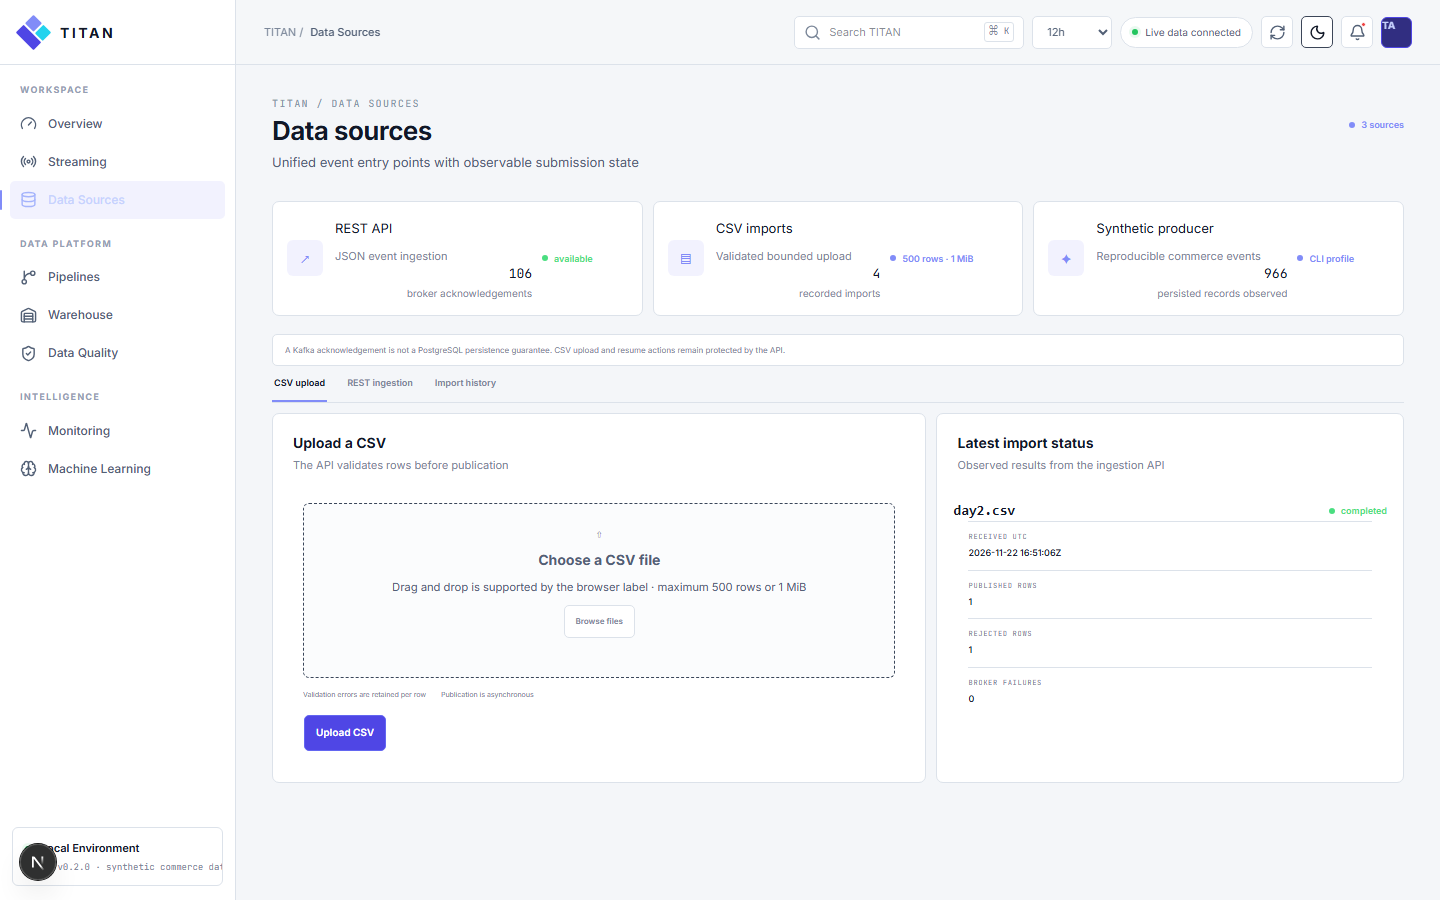 TITAN
TITAN / Data Sources
Search TITAN
⌘ K
12h
Live data connected
TA
WORKSPACE
Overview
Streaming
Data Sources
DATA PLATFORM
Pipelines
Warehouse
Data Quality
INTELLIGENCE
Monitoring
Machine Learning
ocal Environment
v0.2.0 · synthetic commerce dat
N
TITAN / DATA SOURCES
Data sources
Unified event entry points with observable submission state
3 sources
REST API
JSON event ingestion
106
broker acknowledgements
available
CSV imports
Validated bounded upload
4
recorded imports
500 rows · 1 MiB
Synthetic producer
Reproducible commerce events
966
persisted records observed
CLI profile
A Kafka acknowledgement is not a PostgreSQL persistence guarantee. CSV upload and resume actions remain protected by the API.
CSV upload
REST ingestion
Import history
Upload a CSV
The API validates rows before publication
Choose a CSV file
Drag and drop is supported by the browser label · maximum 500 rows or 1 MiB
Browse files
Validation errors are retained per row
Publication is asynchronous
Upload CSV
Latest import status
Observed results from the ingestion API
day2.csv
completed
RECEIVED UTC
2026-11-22 16:51:06Z
PUBLISHED ROWS
1
REJECTED ROWS
1
BROKER FAILURES
0